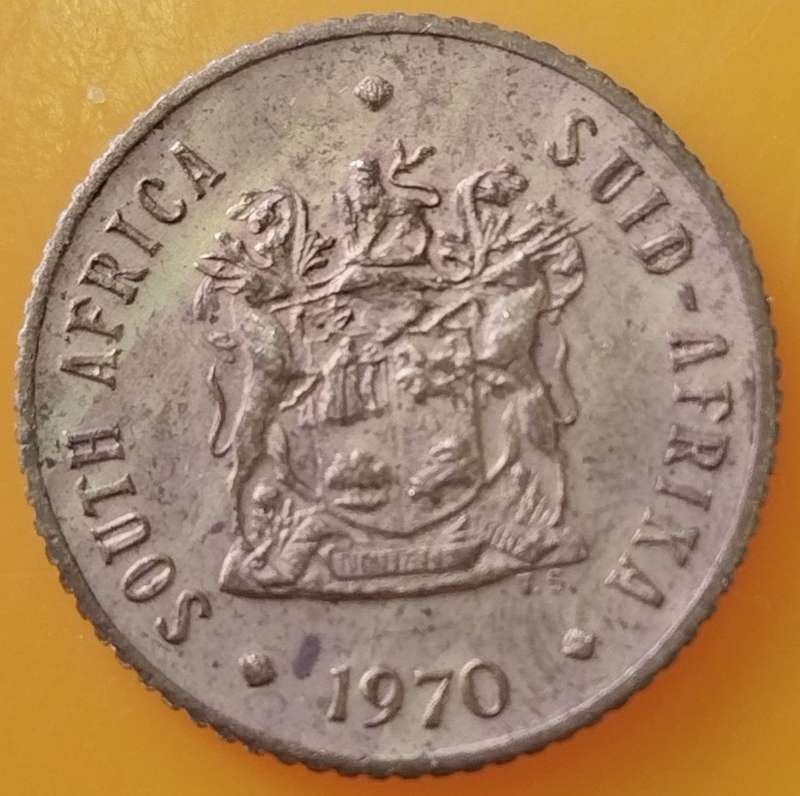 SOUTH AFRICA
SUID-AFRIKA
T.S.
1970